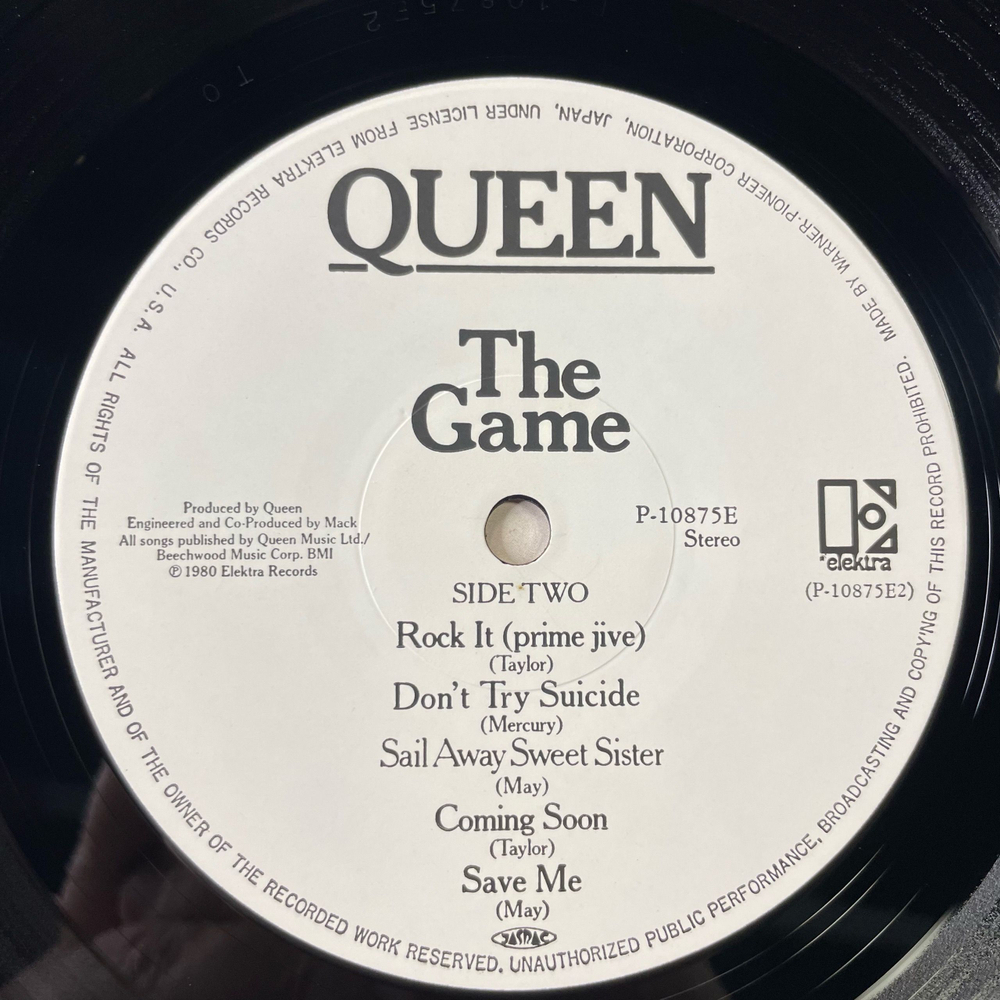 QUEEN
The
Game
Produced by Queen
Engineered and Co-Produced by Mack
All songs published by Queen Music Ltd./
Beechwood Music Corp. BMI
℗ 1980 Elektra Records
P-10875E
Stereo
elektra
(P-10875E2)
SIDE TWO
Rock It (prime jive)
(Taylor)
Don't Try Suicide
(Mercury)
Sail Away Sweet Sister
(May)
Coming Soon
(Taylor)
Save Me
(May)
JASRAC
MADE BY WARNER-PIONEER CORPORATION, JAPAN, UNDER LICENSE FROM ELEKTRA RECORDS CO., U.S.A. ALL RIGHTS OF THE MANUFACTURER AND OF THE OWNER OF THE RECORDED WORK RESERVED. UNAUTHORIZED PUBLIC PERFORMANCE, BROADCASTING AND COPY'NG OF THIS RECORD PROHIBITED.